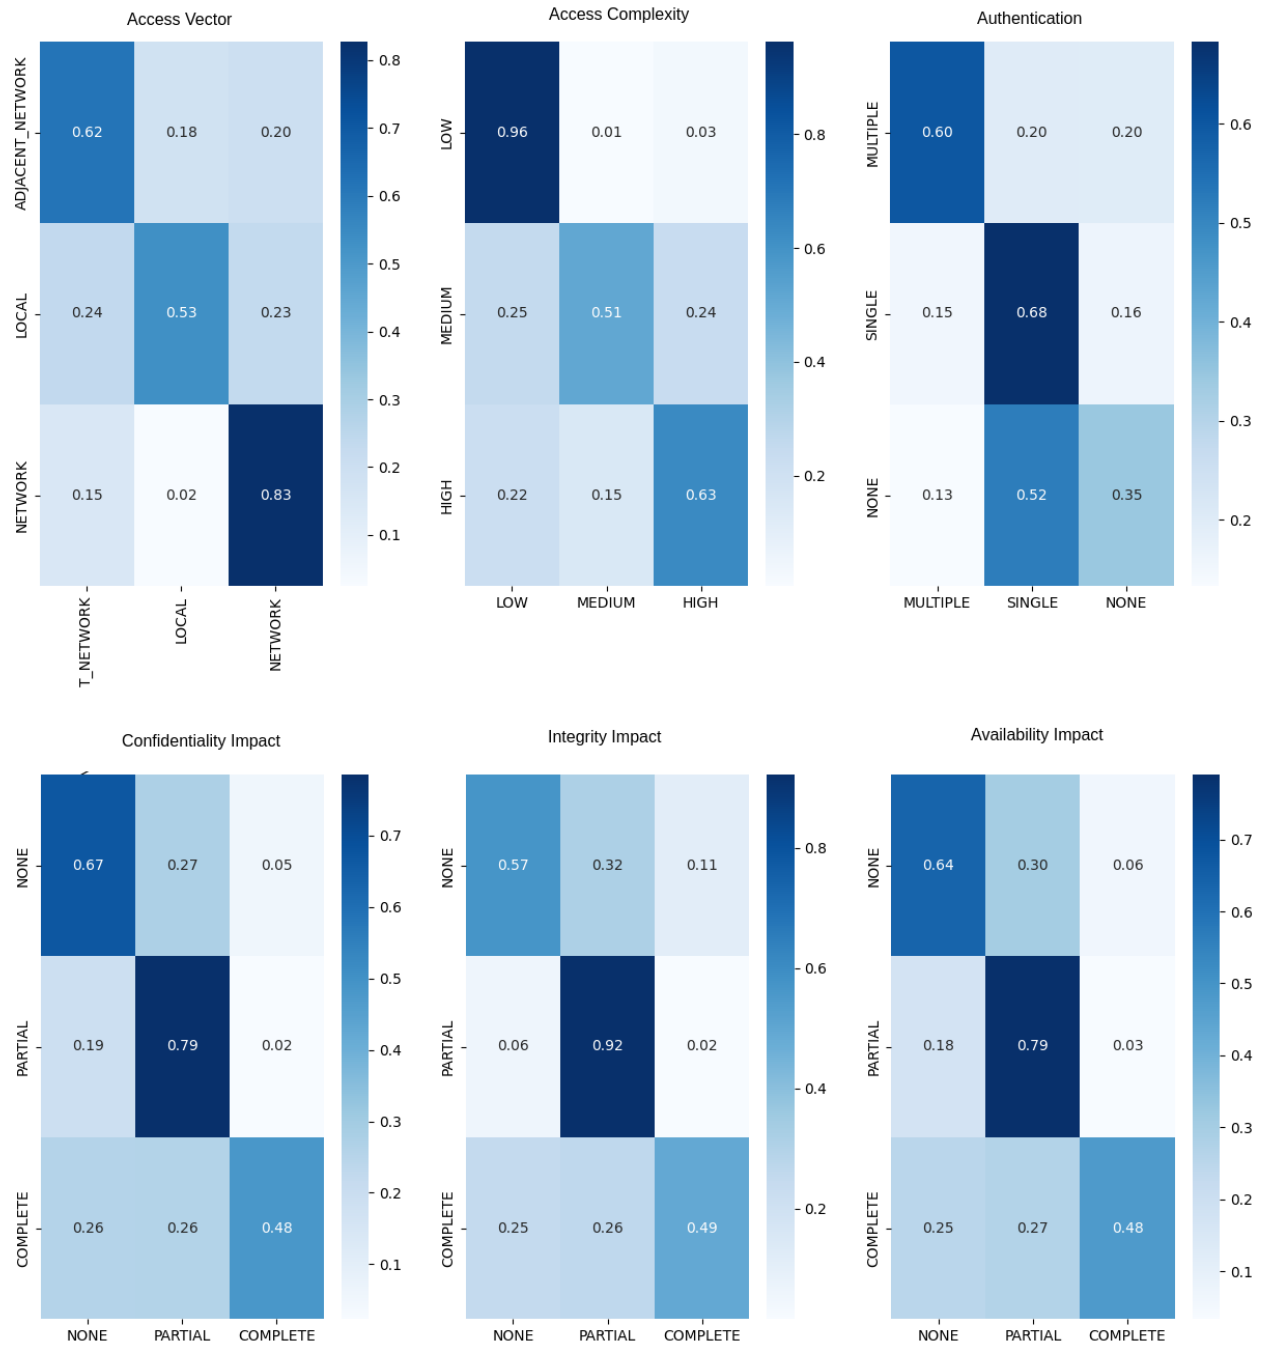 Access Vector
Access Complexity
Authentication
ADJACENT_NETWORK
0.62 0.18 0.20
LOCAL
0.24 0.53 0.23
NETWORK
0.15 0.02 0.83
T_NETWORK LOCAL NETWORK
0.8
0.7
0.6
0.5
0.4
0.3
0.2
0.1
LOW
0.96 0.01 0.03
MEDIUM
0.25 0.51 0.24
HIGH
0.22 0.15 0.63
LOW MEDIUM HIGH
0.8
0.6
0.4
0.2
MULTIPLE
0.60 0.20 0.20
SINGLE
0.15 0.68 0.16
NONE
0.13 0.52 0.35
MULTIPLE SINGLE NONE
0.6
0.5
0.4
0.3
0.2
Confidentiality Impact
Integrity Impact
Availability Impact
NONE
0.67 0.27 0.05
PARTIAL
0.19 0.79 0.02
COMPLETE
0.26 0.26 0.48
NONE PARTIAL COMPLETE
0.7
0.6
0.5
0.4
0.3
0.2
0.1
NONE
0.57 0.32 0.11
PARTIAL
0.06 0.92 0.02
COMPLETE
0.25 0.26 0.49
NONE PARTIAL COMPLETE
0.8
0.6
0.4
0.2
NONE
0.64 0.30 0.06
PARTIAL
0.18 0.79 0.03
COMPLETE
0.25 0.27 0.48
NONE PARTIAL COMPLETE
0.7
0.6
0.5
0.4
0.3
0.2
0.1